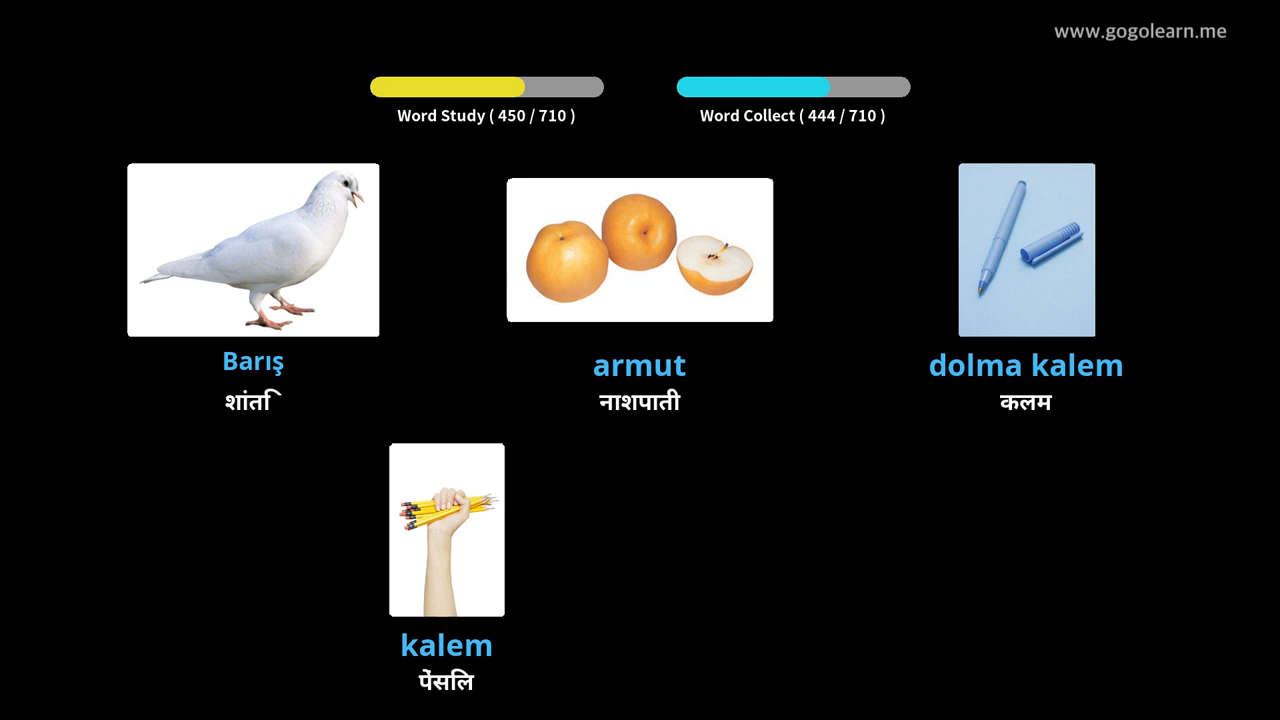 www.gogolearn.me
Word Study ( 450 / 710 )
Word Collect ( 444 / 710 )
Barış
शांति
armut
नाशपाती
dolma kalem
कलम
kalem
पेंसिल